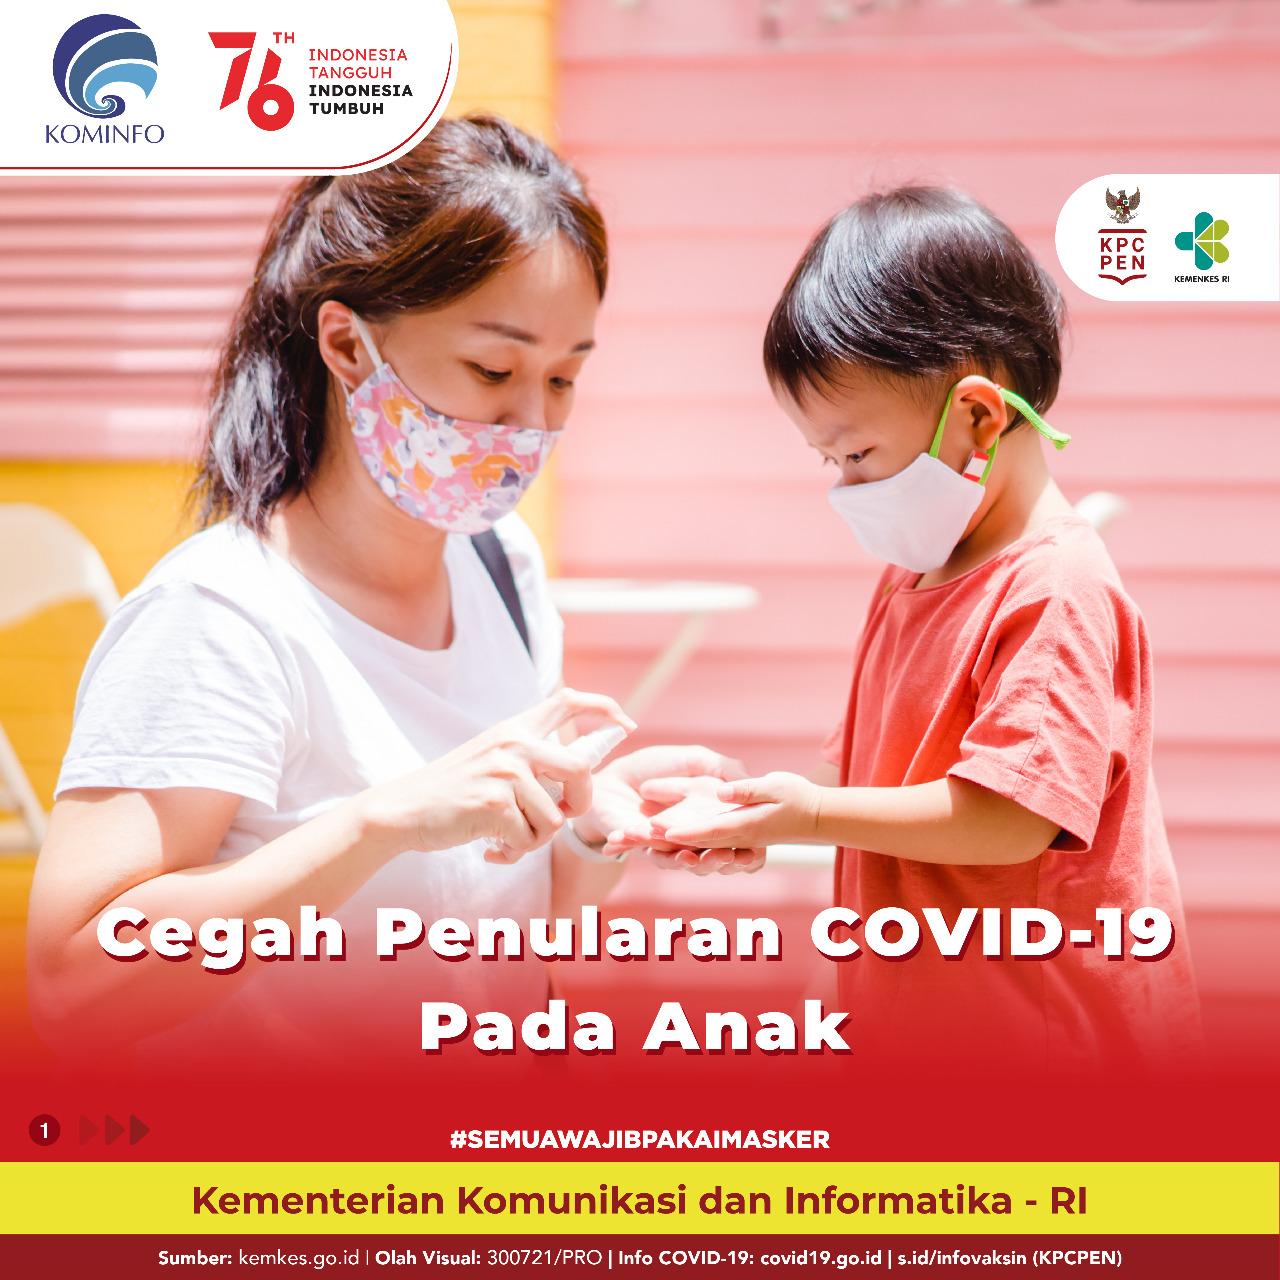 KOMINFO
76TH
INDONESIA
TANGGUH
INDONESIA
TUMBUH
KPC
PEN
KEMENKES RI
Cegah Penularan COVID-19
Pada Anak
1
#SEMUAWAJIBPAKAIMASKER
Kementerian Komunikasi dan Informatika - RI
Sumber: kemkes.go.id | Olah Visual: 300721/PRO | Info COVID-19: covid19.go.id | s.id/infovaksin (KPCPEN)